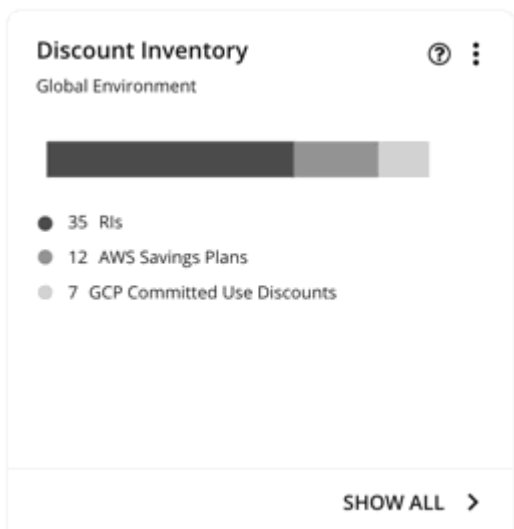 Discount Inventory
Global Environment
35 RIs
12 AWS Savings Plans
7 GCP Committed Use Discounts
SHOW ALL